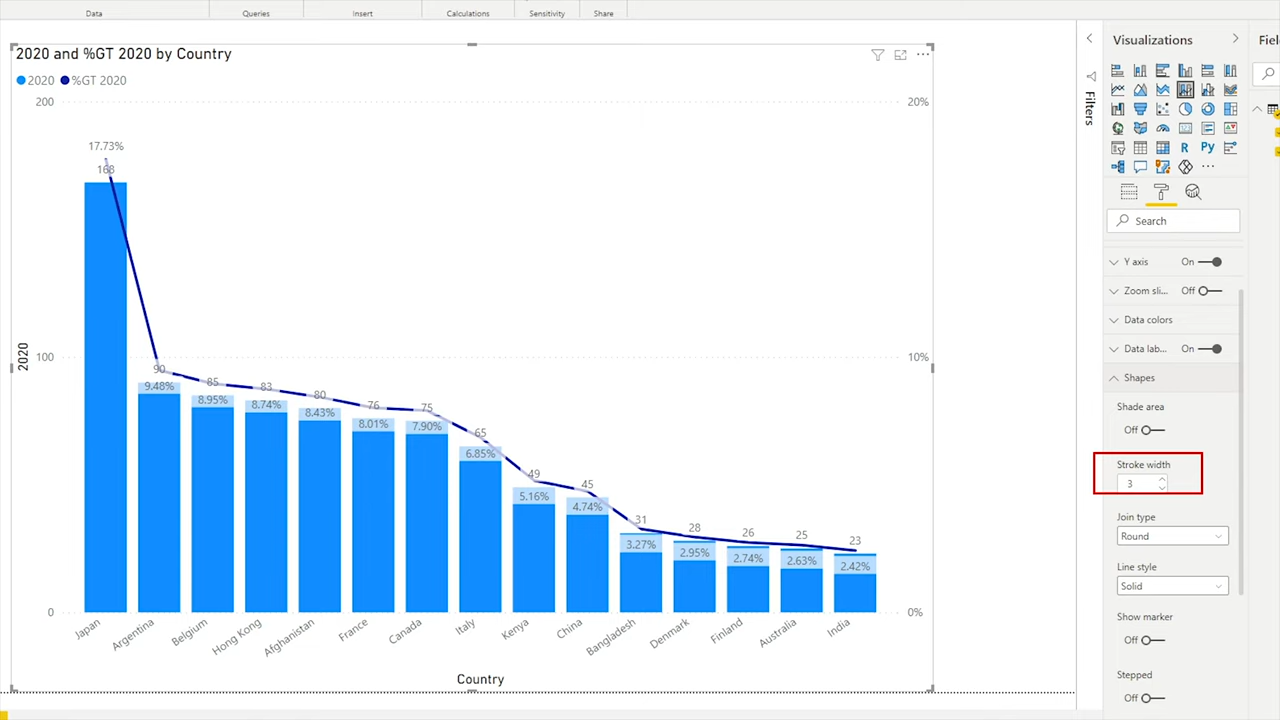 Data Queries Insert Calculations Sensitivity Share
2020 and %GT 2020 by Country
2020 %GT 2020
200 20%
17.73%
168
100 10%
90 85 83 80 76 75 65 49 45 31 28 26 25 23
9.48% 8.95% 8.74% 8.43% 8.01% 7.90% 6.85% 5.16% 4.74% 3.27% 2.95% 2.74% 2.63% 2.42%
2020
0 0%
Japan Argentina Belgium Hong Kong Afghanistan France Canada Italy Kenya China Bangladesh Denmark Finland Australia India
Country
Filters
Visualizations
R Py
Search
Y axis On
Zoom sli... Off
Data colors
Data lab... On
Shapes
Shade area
Off
Stroke width
3
Join type
Round
Line style
Solid
Show marker
Off
Stepped
Off